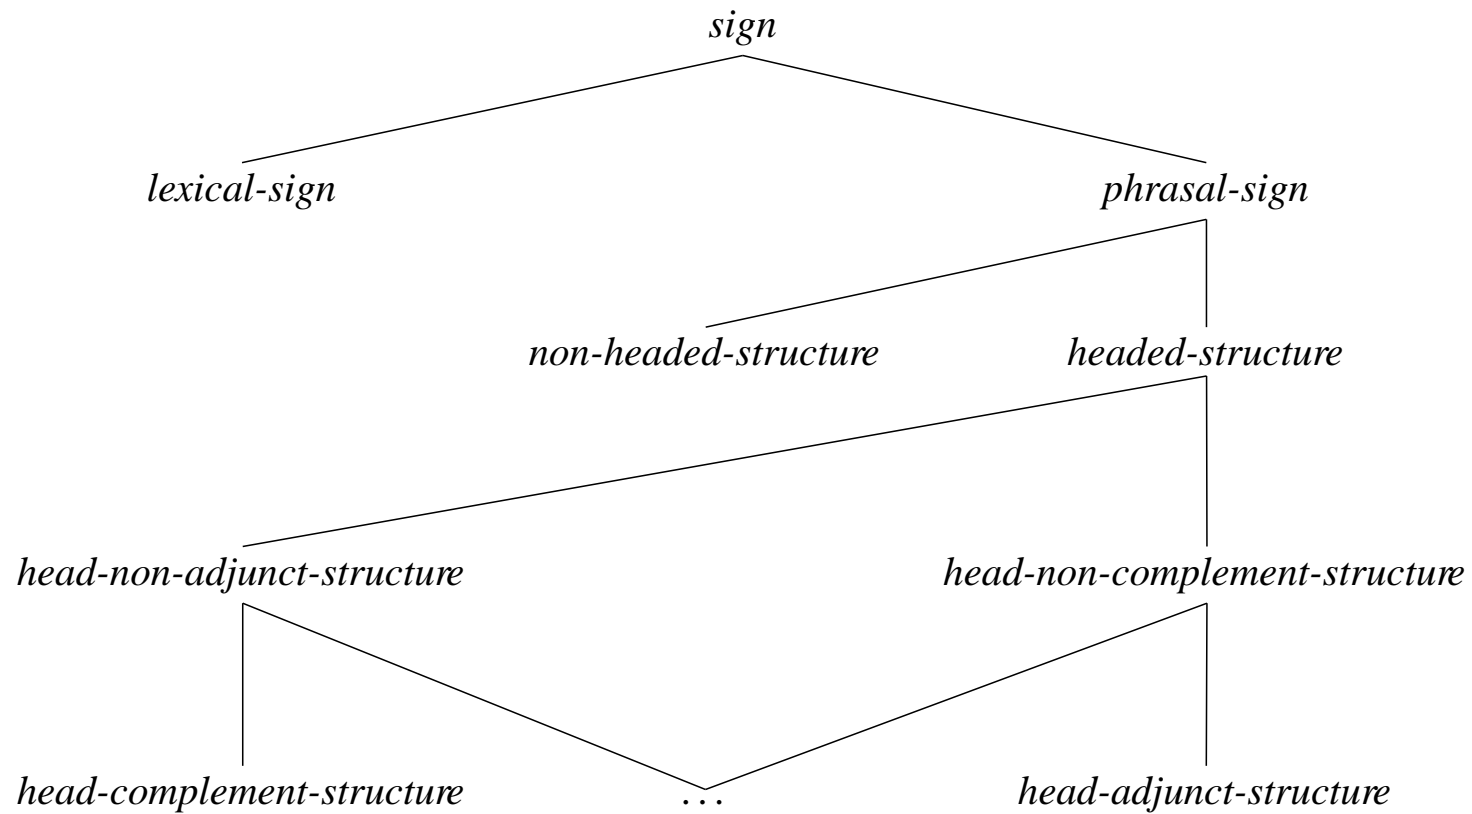 sign
lexical-sign phrasal-sign
non-headed-structure headed-structure
head-non-adjunct-structure head-non-complement-structure
head-complement-structure ... head-adjunct-structure